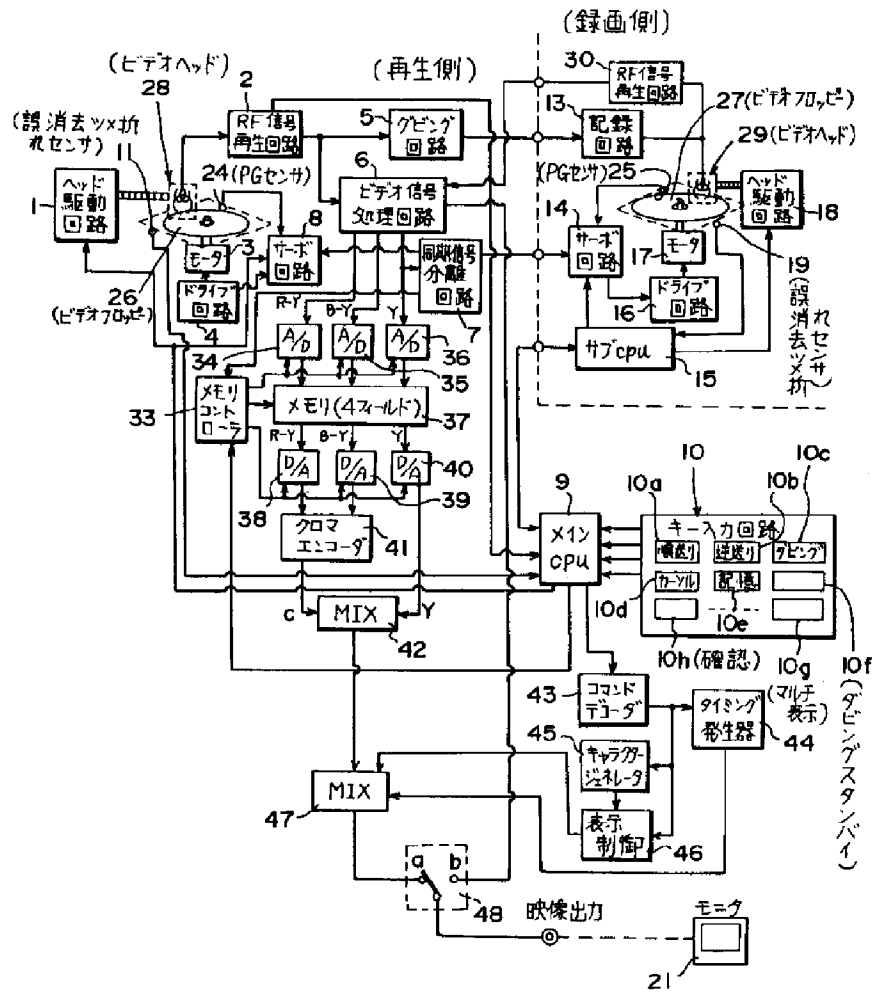 (録画側)
(再生側)
(ビデオヘッド)
28
2
RF信号
再生回路
5
ダビング
回路
30
RF信号
再生回路
13
記録
回路
27(ビデオフロッピー)
29(ビデオヘッド)
(誤消去ツメ折
れセンサ)
11
24(PGセンサ)
6
ビデオ信号
処理回路
(PGセンサ)
25
1
ヘッド
駆動
回路
8
サーボ
回路
3
モータ
ドライブ
回路
4
26
(ビデオフロッピー)
同期信号
分離
回路
7
14
サーボ
回路
17
モータ
16
ドライブ
回路
ヘッド
駆動
回路
18
19
(誤消去ツメ折
れセンサ)
サブcpu
15
R-Y
B-Y
Y
34
A/D
A/D
35
A/D
36
33
メモリ
コント
ローラ
メモリ(4フィールド)
37
R-Y
B-Y
Y
D/A
38
D/A
39
D/A
40
クロマ
エンコーダ
41
C
MIX
Y
42
9
メイン
CPU
10
キー入力回路
10a
順送り
10b
逆送り
10c
ダビング
10d
カーソル
10e
記憶
10f
(ダビングスタンバイ)
10g
(マルチ
表示)
10h(確認)
43
コマンド
デコーダ
タイミング
発生器
44
45
キャラクター
ジェネレータ
表示
制御
46
47
MIX
a
b
48
映像出力
モニタ
21